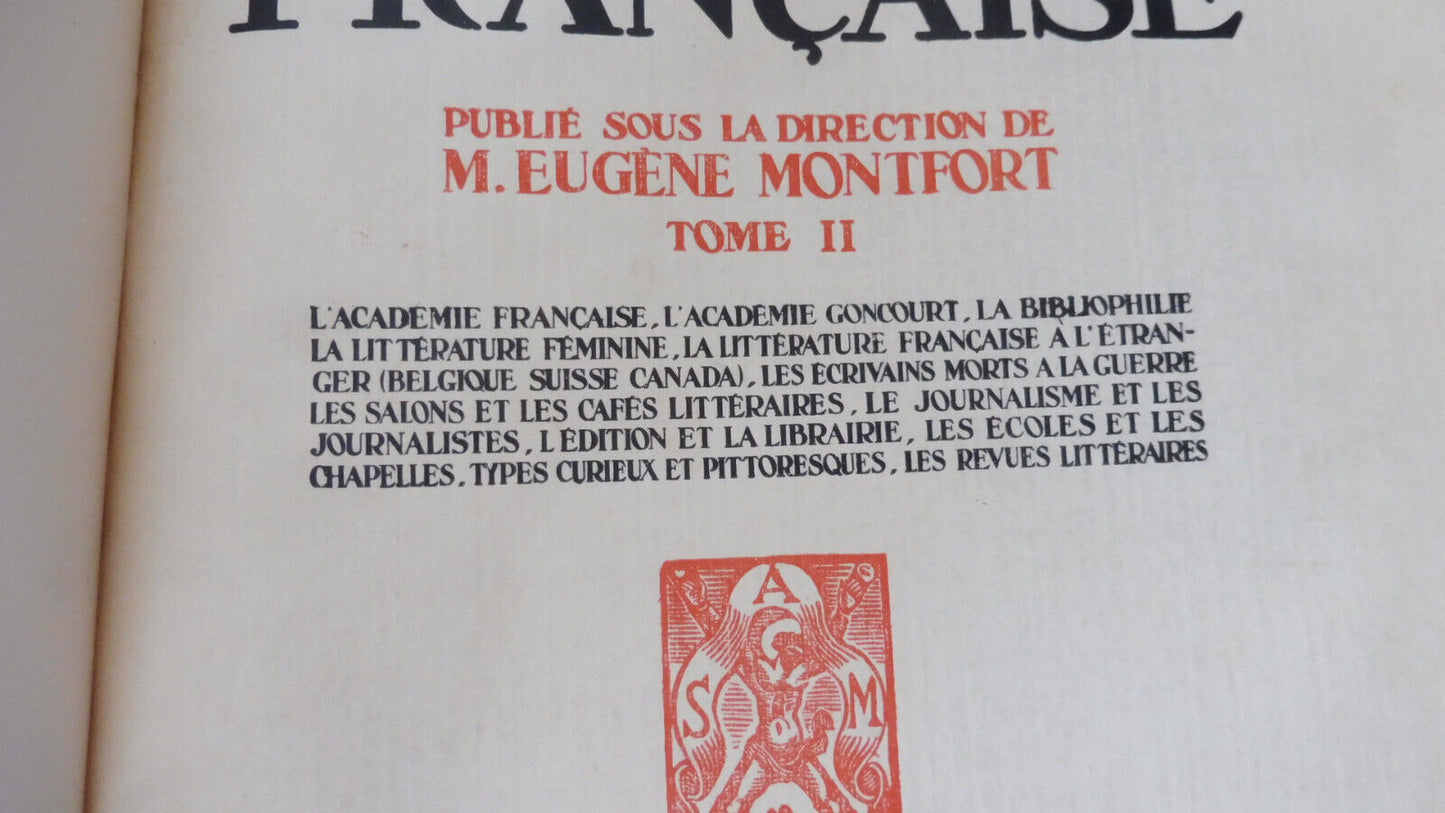 FRANÇAISE
PUBLIÉ SOUS LA DIRECTION DE
M. EUGÈNE MONTFORT
TOME II
L'ACADÉMIE FRANÇAISE, L'ACADÉMIE GONCOURT, LA BIBLIOPHILIE
LA LITTÉRATURE FÉMININE, LA LITTÉRATURE FRANÇAISE A L'ÉTRAN-
GER (BELGIQUE SUISSE CANADA), LES ÉCRIVAINS MORTS A LA GUERRE
LES SALONS ET LES CAFÉS LITTÉRAIRES, LE JOURNALISME ET LES
JOURNALISTES, L'ÉDITION ET LA LIBRAIRIE, LES ÉCOLES ET LES
CHAPELLES, TYPES CURIEUX ET PITTORESQUES, LES REVUES LITTÉRAIRES
A
S M